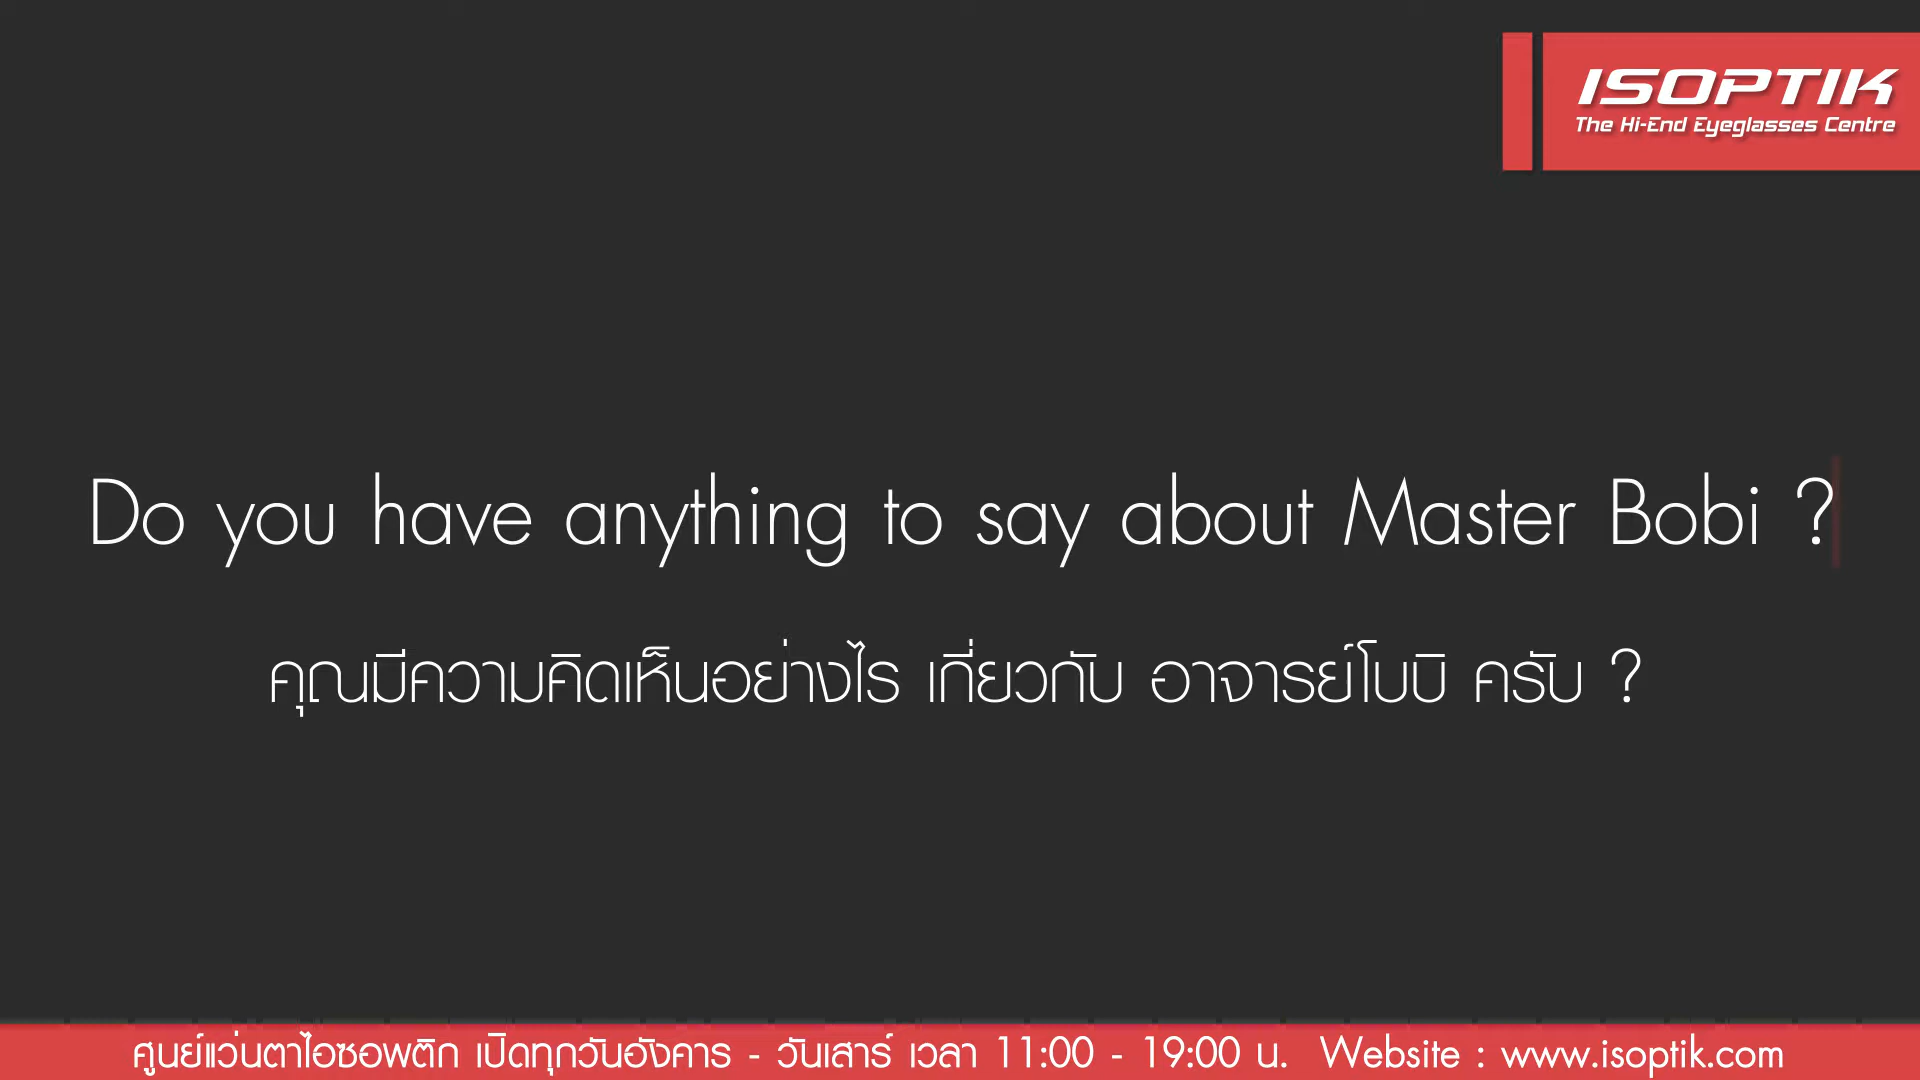 ISOPTIK
The Hi-End Eyeglasses Centre
Do you have anything to say about Master Bobi ?
คุณมีความคิดเห็นอย่างไร เกี่ยวกับ อาจารย์โบบิ ครับ ?
ศูนย์แว่นตาไอซอพติก เปิดทุกวันอังคาร - วันเสาร์ เวลา 11:00 - 19:00 น. Website : www.isoptik.com